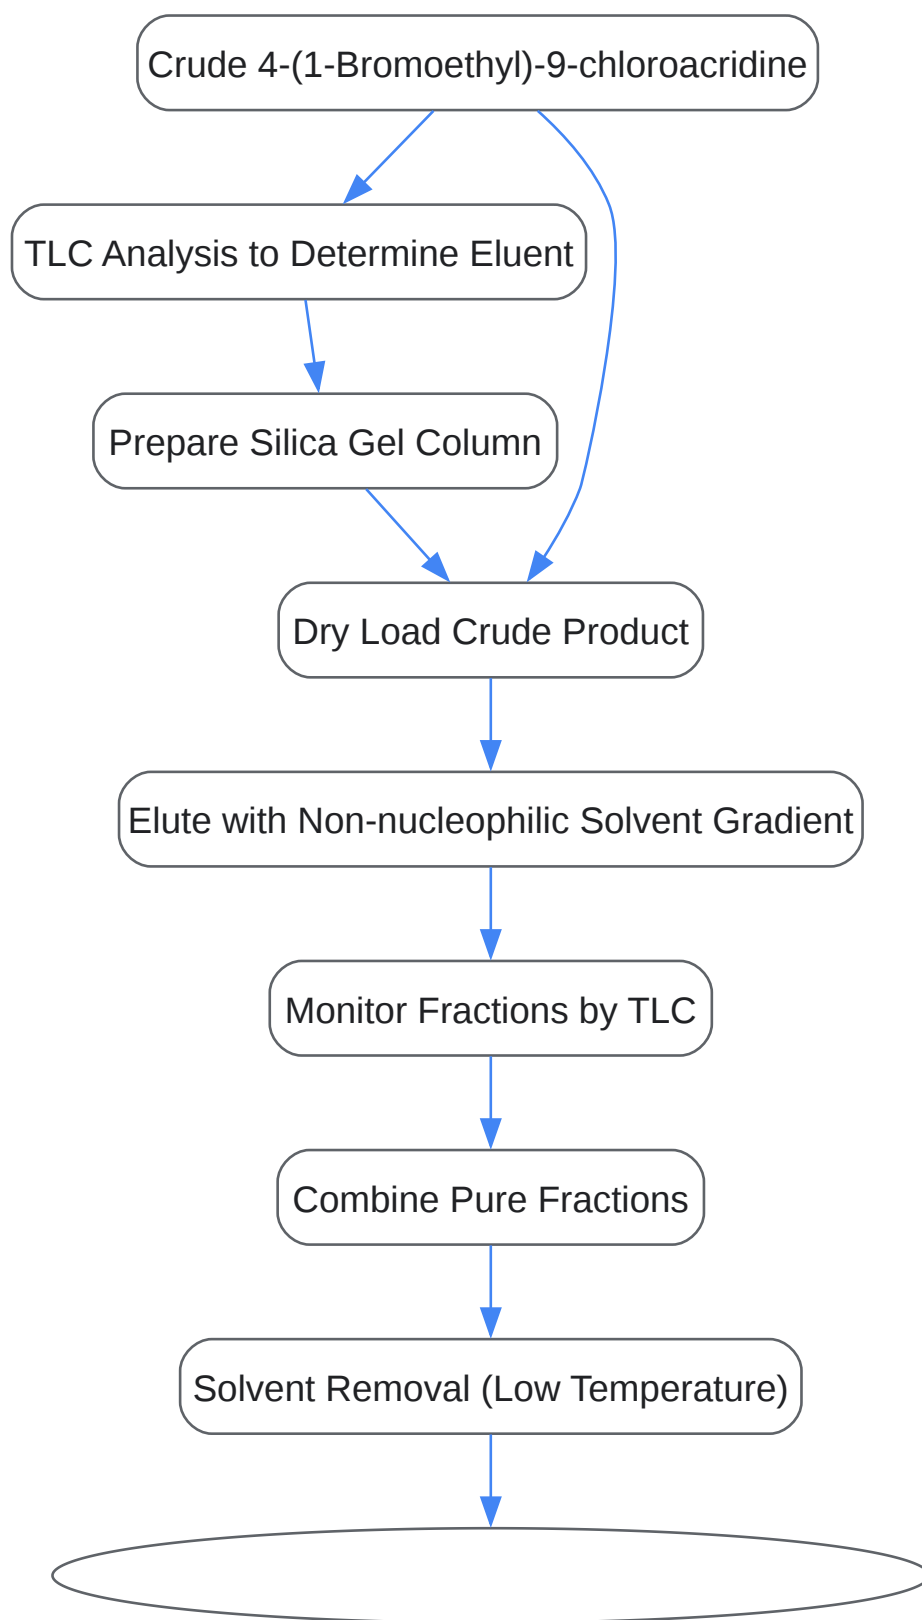 Crude 4-(1-Bromoethyl)-9-chloroacridine
TLC Analysis to Determine Eluent
Prepare Silica Gel Column
Dry Load Crude Product
Elute with Non-nucleophilic Solvent Gradient
Monitor Fractions by TLC
Combine Pure Fractions
Solvent Removal (Low Temperature)